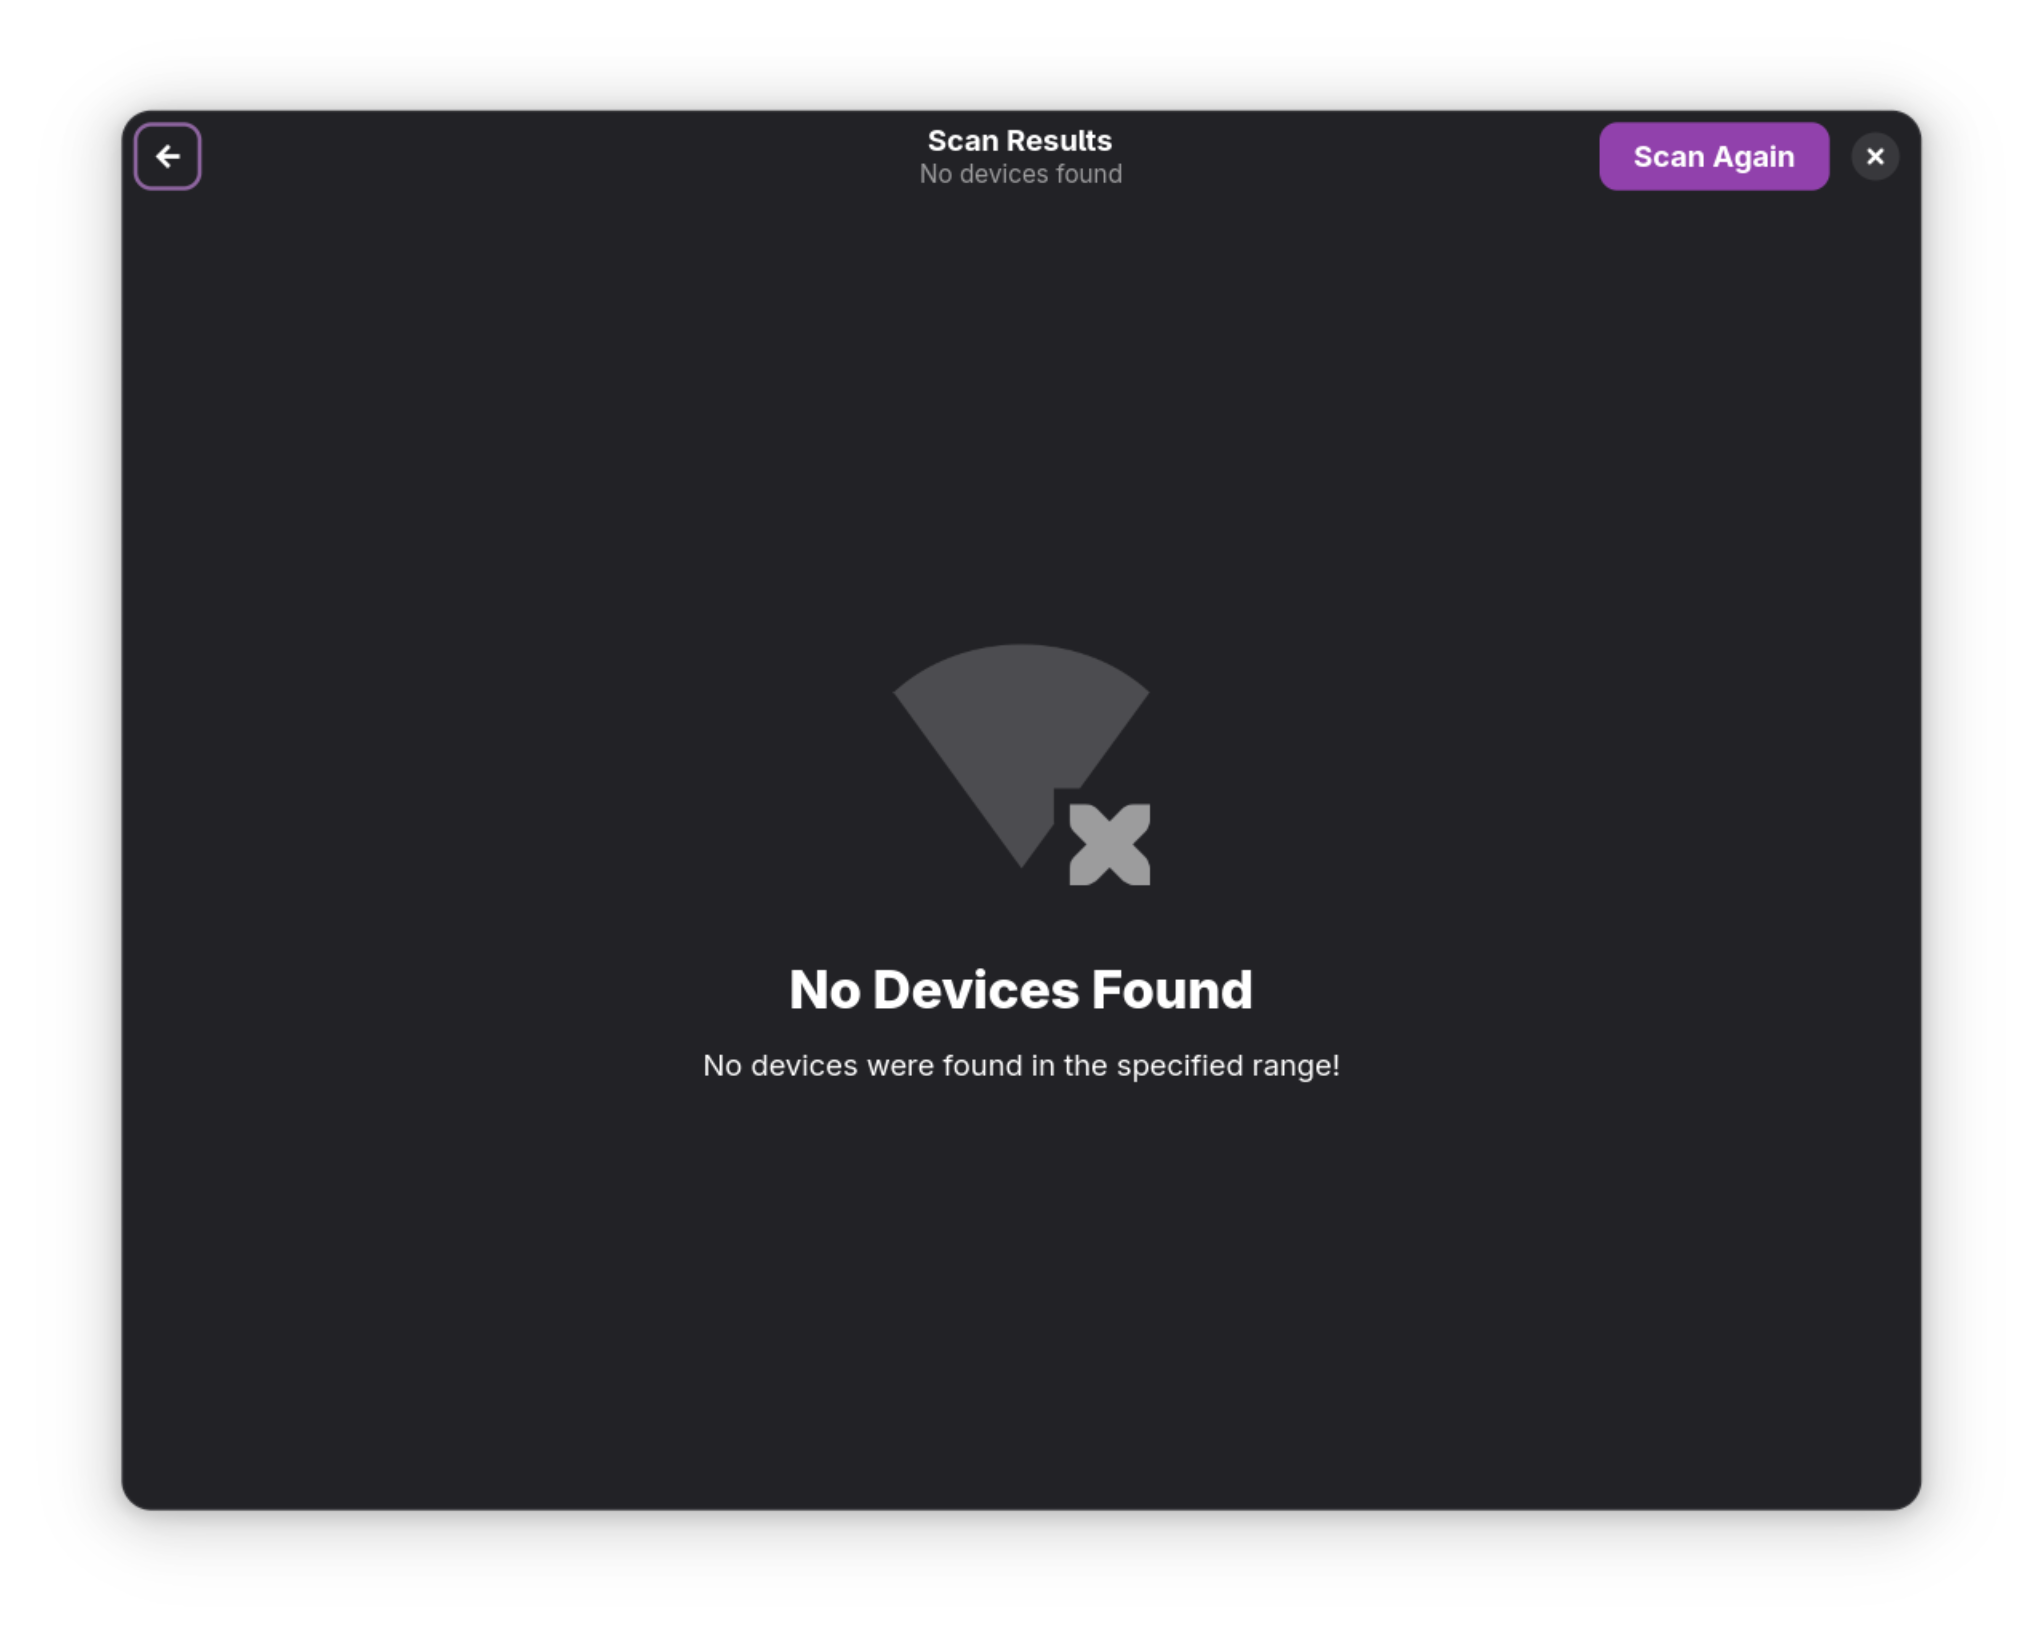 Scan Results
No devices found
Scan Again
No Devices Found
No devices were found in the specified range!